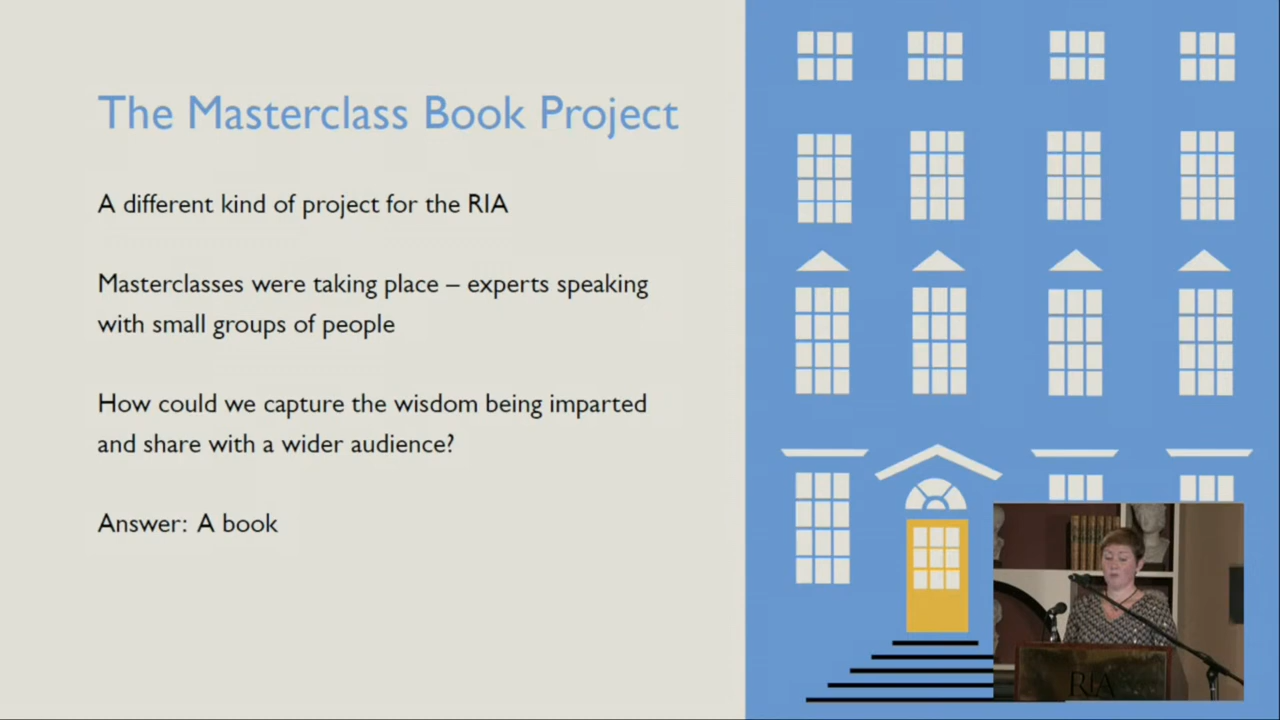 The Masterclass Book Project
A different kind of project for the RIA
Masterclasses were taking place – experts speaking
with small groups of people
How could we capture the wisdom being imparted
and share with a wider audience?
Answer: A book
RIA